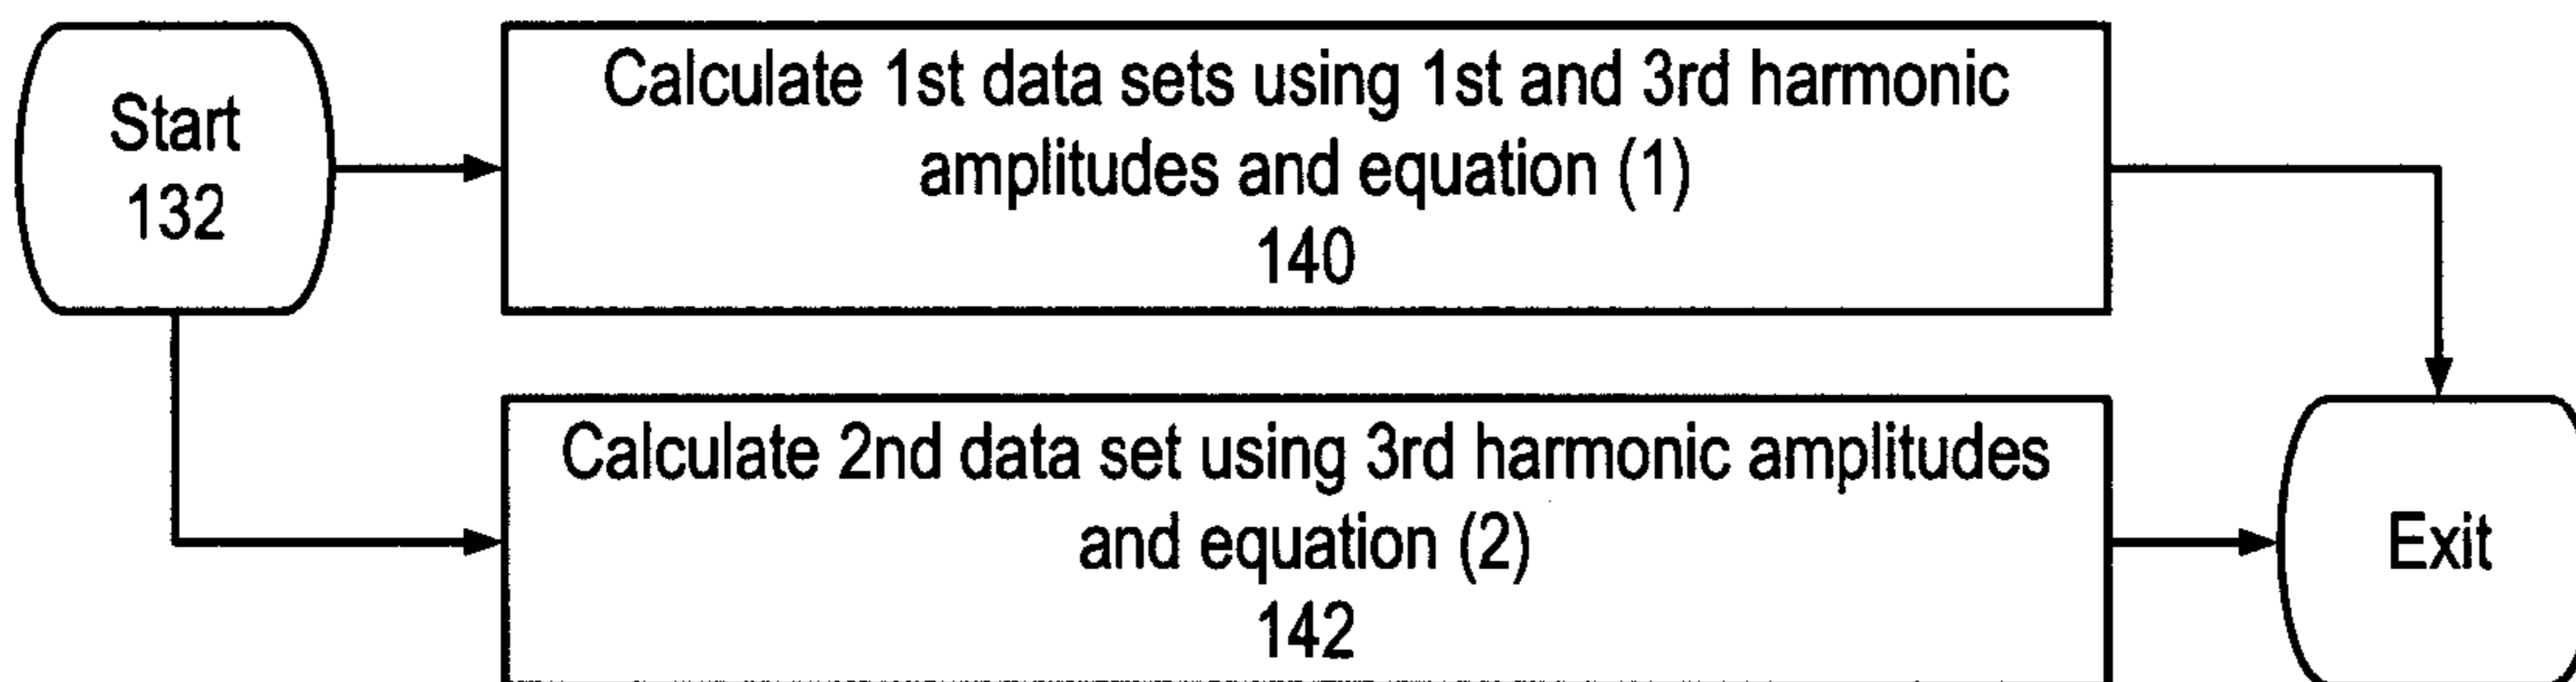 Start
132
Calculate 1st data sets using 1st and 3rd harmonic
amplitudes and equation (1)
140
Calculate 2nd data set using 3rd harmonic amplitudes
and equation (2)
142
Exit